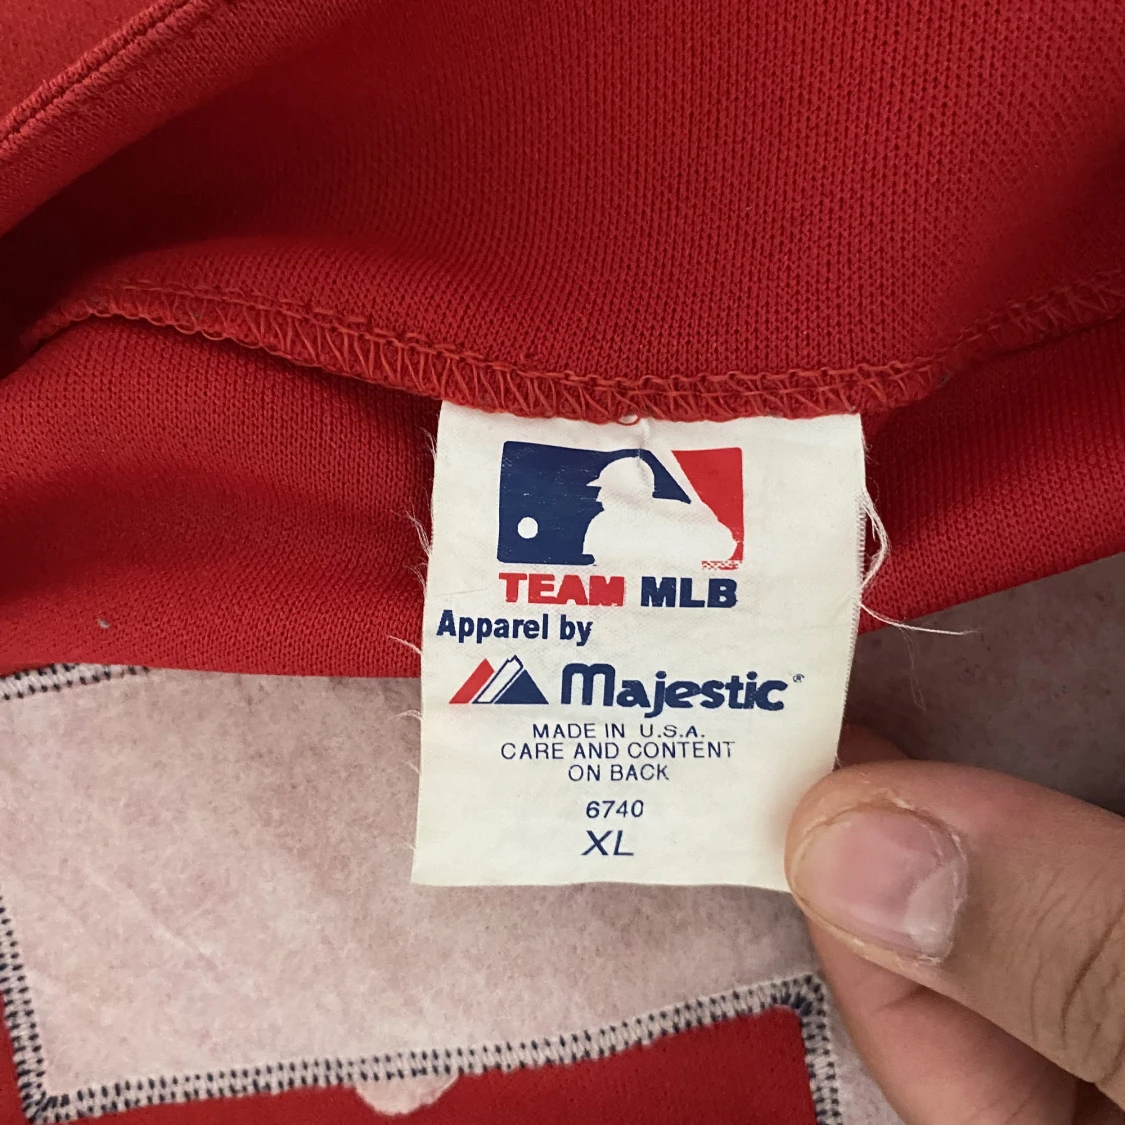 TEAM MLB
Apparel by
Majestic®
MADE IN U.S.A.
CARE AND CONTENT
ON BACK
6740
XL